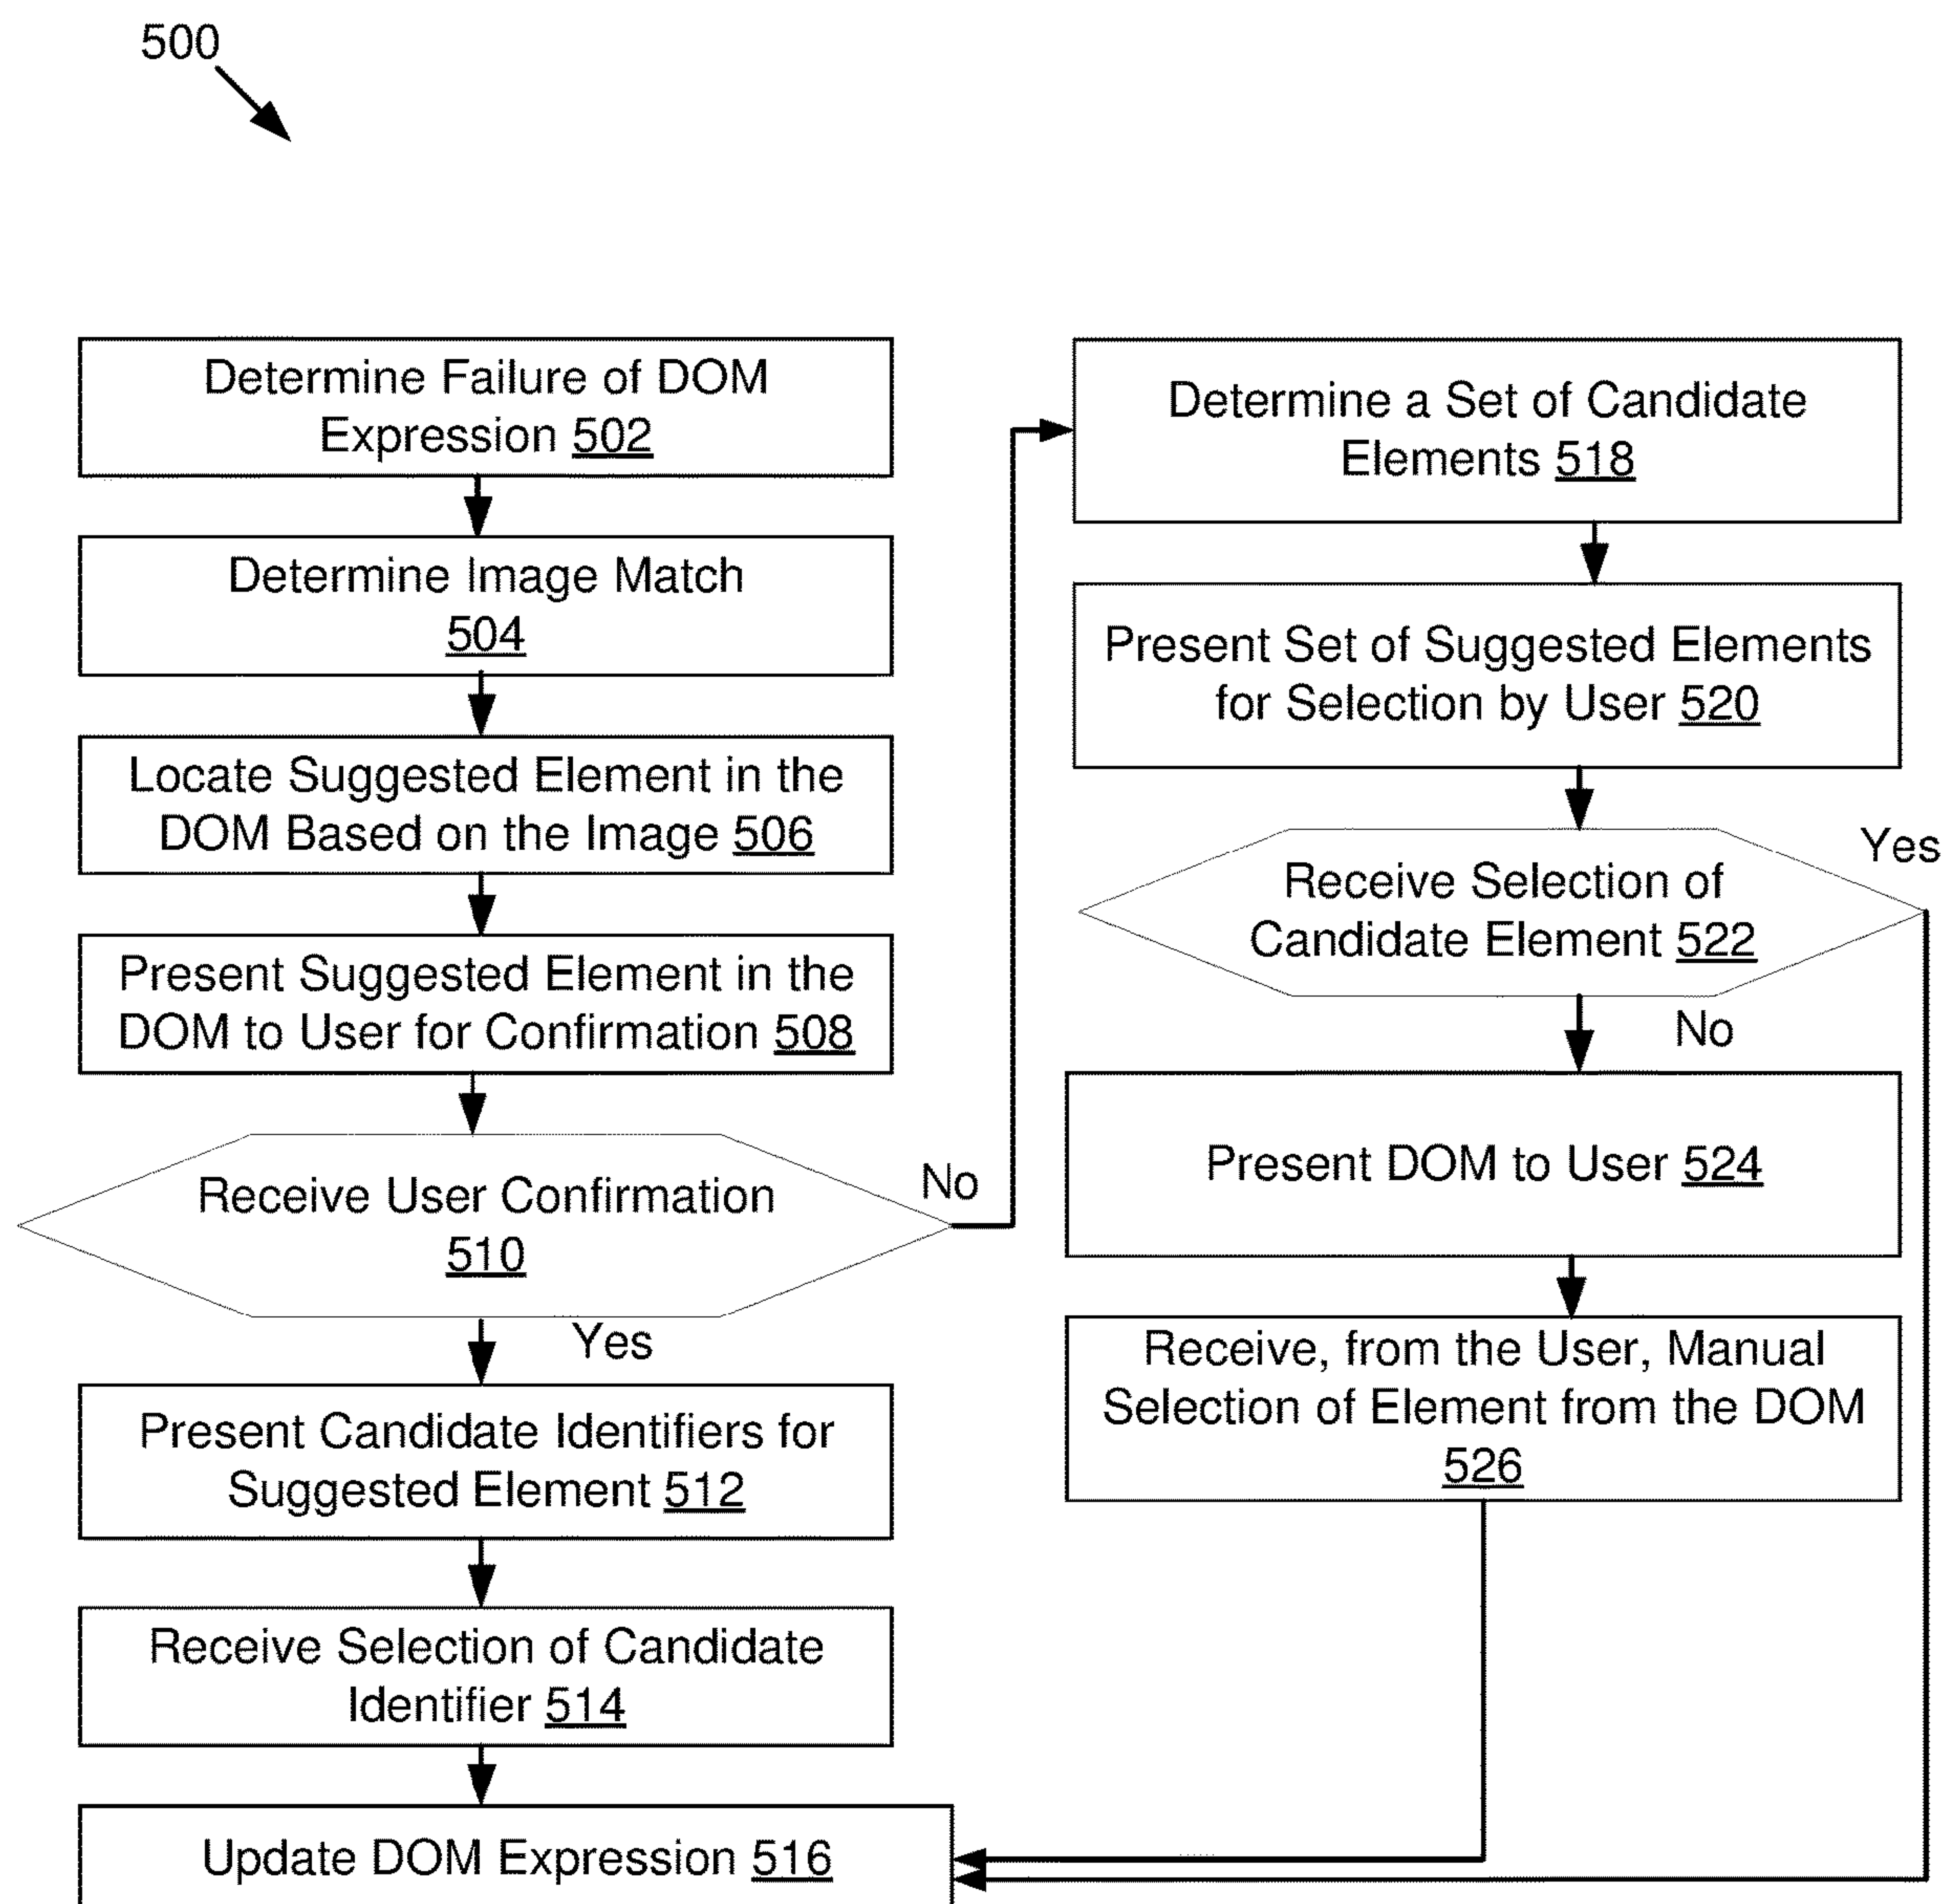 500
Determine Failure of DOM
Expression 502
Determine Image Match
504
Locate Suggested Element in the
DOM Based on the Image 506
Present Suggested Element in the
DOM to User for Confirmation 508
Receive User Confirmation
510
No
Yes
Present Candidate Identifiers for
Suggested Element 512
Receive Selection of Candidate
Identifier 514
Update DOM Expression 516
Determine a Set of Candidate
Elements 518
Present Set of Suggested Elements
for Selection by User 520
Yes
Receive Selection of
Candidate Element 522
No
Present DOM to User 524
Receive, from the User, Manual
Selection of Element from the DOM
526